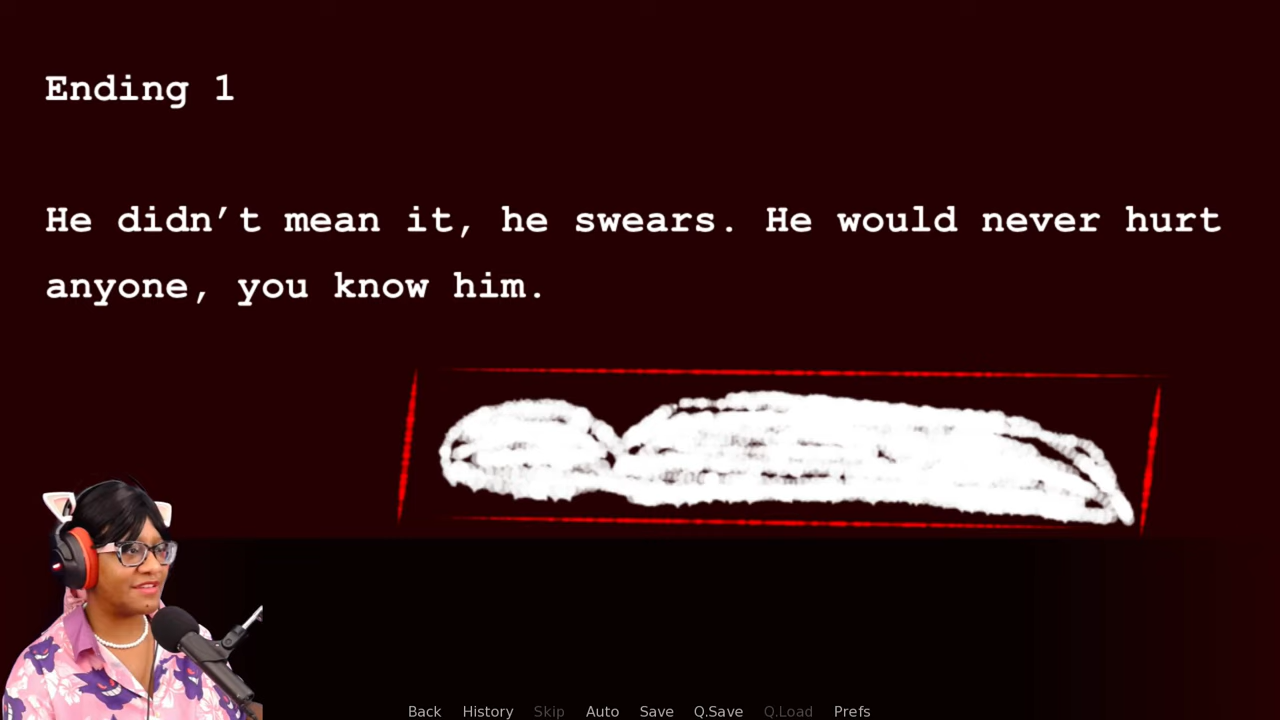 Ending 1
He didn’t mean it, he swears. He would never hurt
anyone, you know him.
Back History Skip Auto Save Q.Save Q.Load Prefs